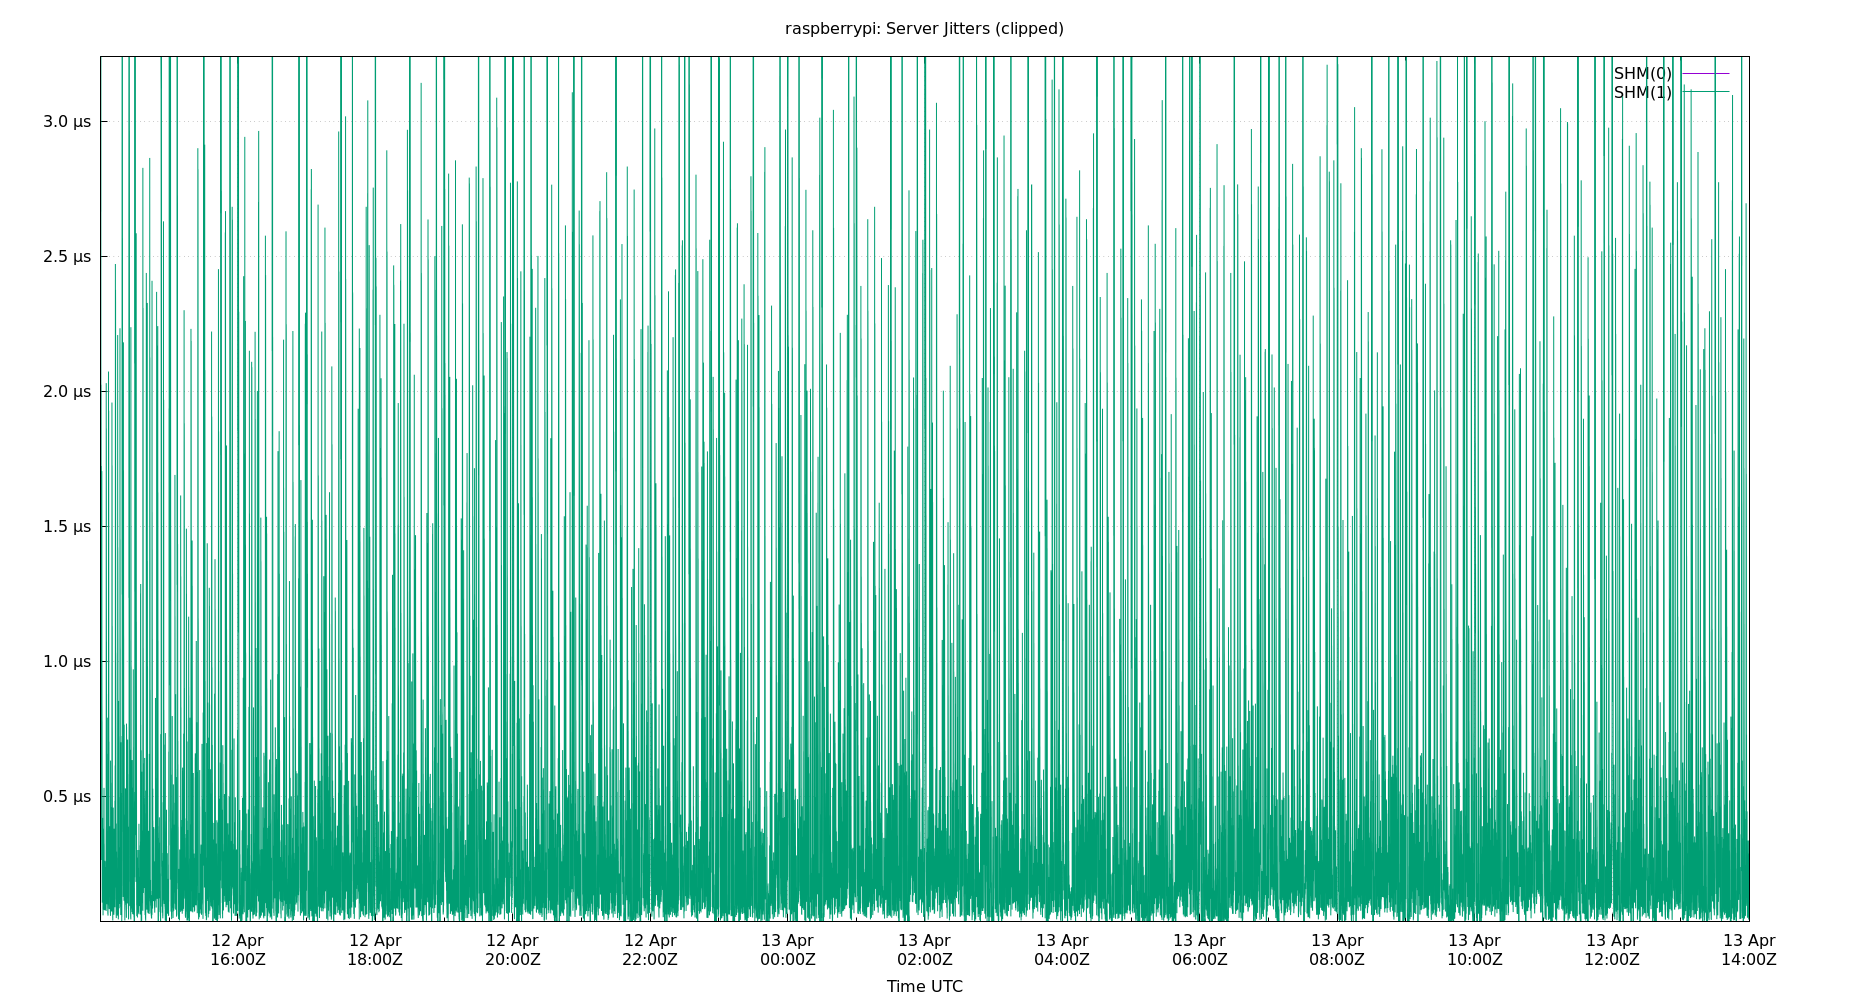 raspberrypi: Server Jitters (clipped)
SHM(0)
SHM(1)
3.0 µs
2.5 µs
2.0 µs
1.5 µs
1.0 µs
0.5 µs
12 Apr 12 Apr 12 Apr 12 Apr 13 Apr 13 Apr 13 Apr 13 Apr 13 Apr 13 Apr 13 Apr 13 Apr
16:00Z 18:00Z 20:00Z 22:00Z 00:00Z 02:00Z 04:00Z 06:00Z 08:00Z 10:00Z 12:00Z 14:00Z
Time UTC